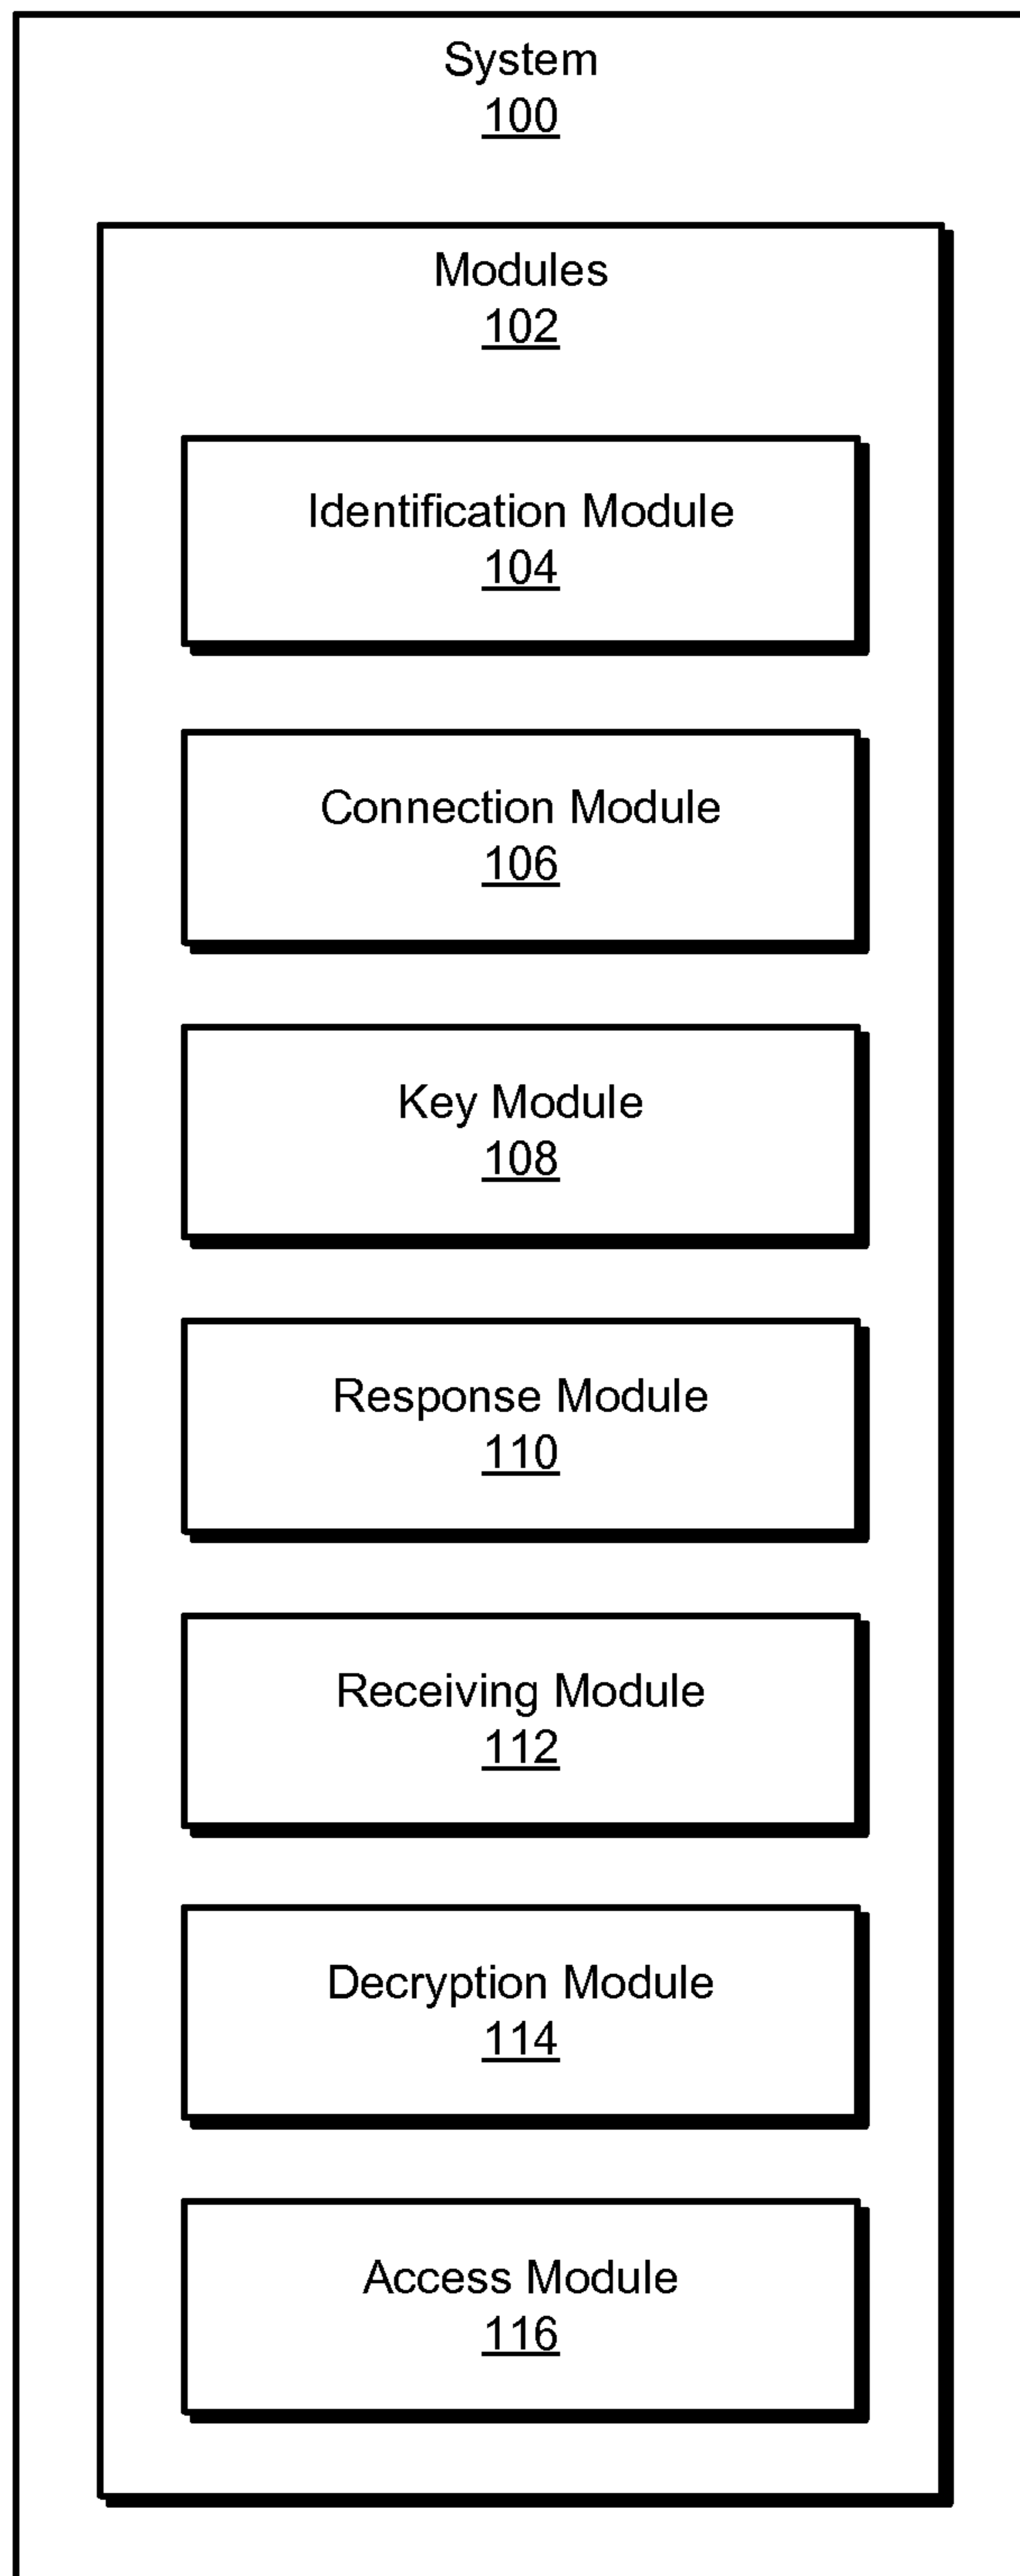 System
100
Modules
102
Identification Module
104
Connection Module
106
Key Module
108
Response Module
110
Receiving Module
112
Decryption Module
114
Access Module
116